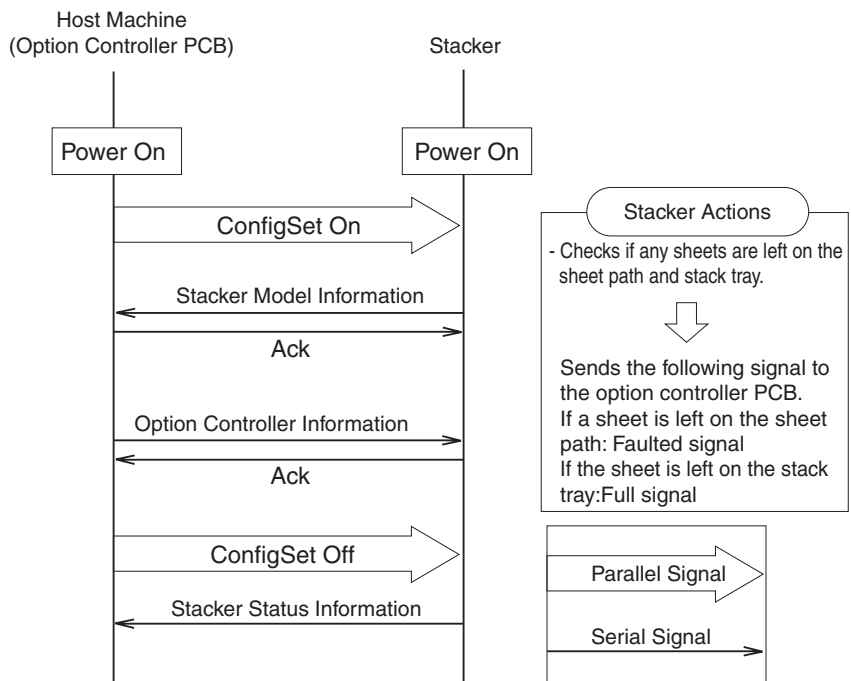 Host Machine
(Option Controller PCB)
Stacker
Power On
Power On
ConfigSet On
Stacker Model Information
Ack
Option Controller Information
Ack
ConfigSet Off
Stacker Status Information
Stacker Actions
- Checks if any sheets are left on the
sheet path and stack tray.
Sends the following signal to
the option controller PCB.
If a sheet is left on the sheet
path: Faulted signal
If the sheet is left on the stack
tray:Full signal
Parallel Signal
Serial Signal